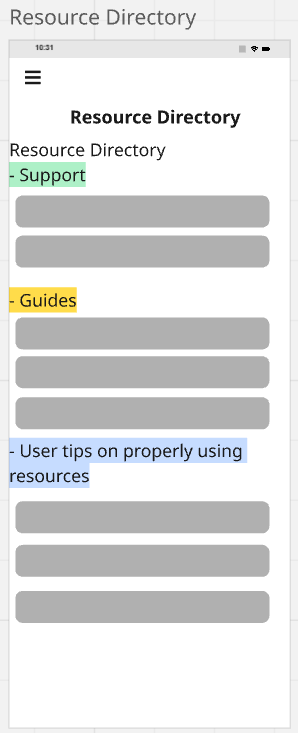 Resource Directory
10:31
Resource Directory
Resource Directory
- Support
- Guides
- User tips on properly using
resources